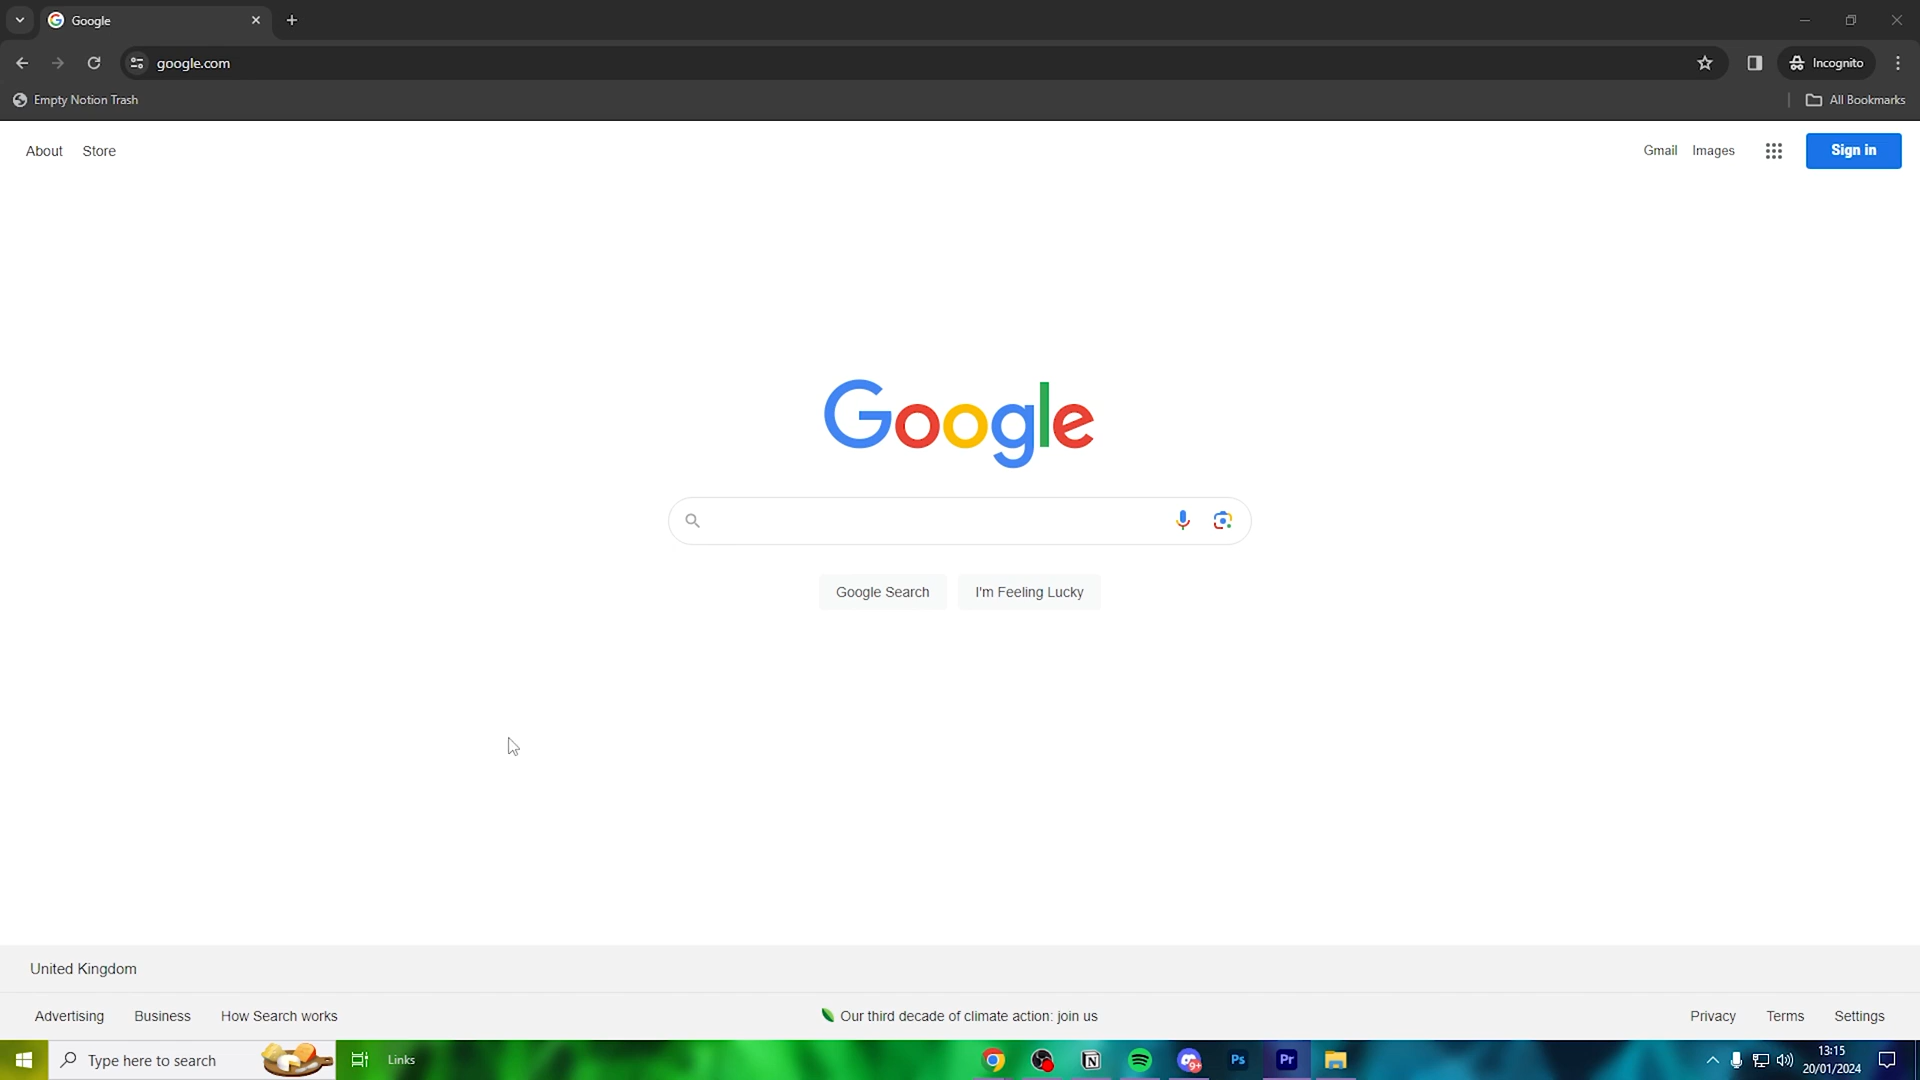 Google
google.com
Incognito
Empty Notion Trash
All Bookmarks
About Store
Gmail Images Sign in
Google
Google Search I'm Feeling Lucky
United Kingdom
Advertising Business How Search works
Our third decade of climate action: join us
Privacy Terms Settings
Type here to search
Links
N
9+
Ps
Pr
13:15
20/01/2024